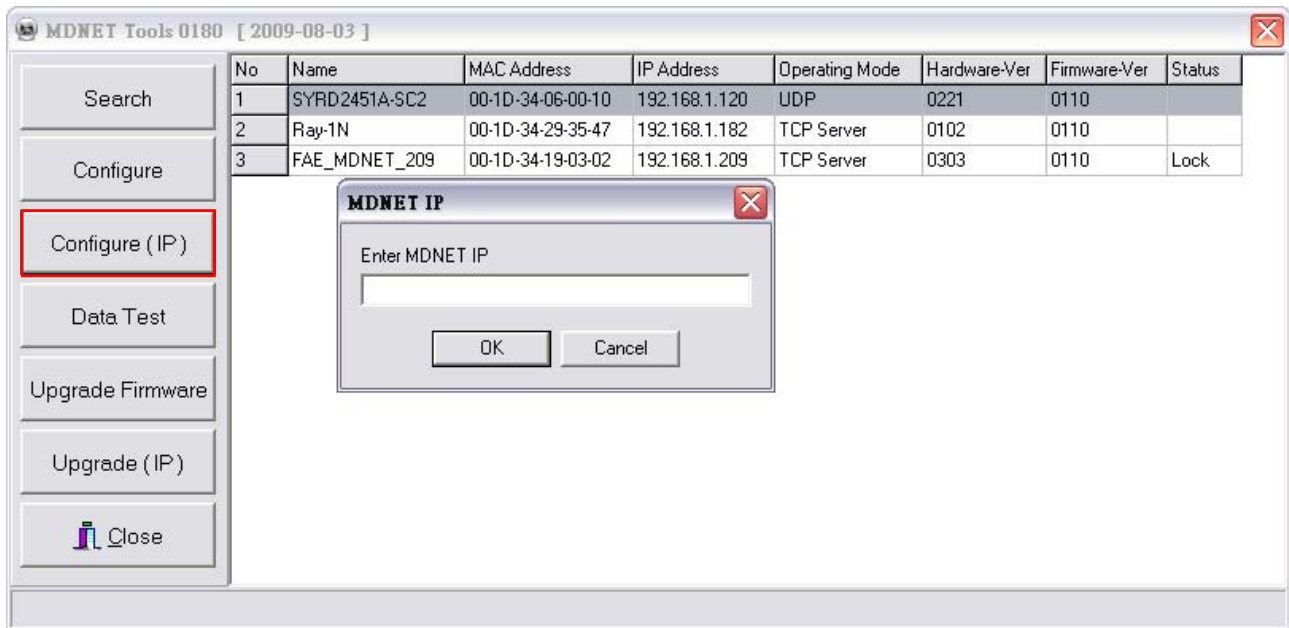 MDNET Tools 0180 [ 2009-08-03 ]
Search
Configure
Configure ( IP )
Data Test
Upgrade Firmware
Upgrade ( IP )
Close
No Name MAC Address IP Address Operating Mode Hardware-Ver Firmware-Ver Status
1 SYRD2451A-SC2 00-1D-34-06-00-10 192.168.1.120 UDP 0221 0110
2 Ray-1N 00-1D-34-29-35-47 192.168.1.182 TCP Server 0102 0110
3 FAE_MDNET_209 00-1D-34-19-03-02 192.168.1.209 TCP Server 0303 0110 Lock
MDNET IP
Enter MDNET IP
OK Cancel